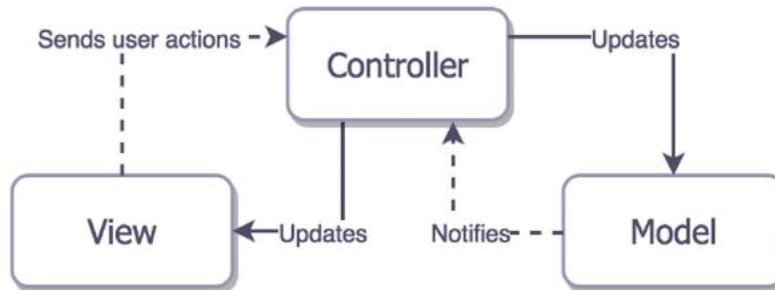 Sends user actions
Updates
Controller
View
Updates
Notifies
Model